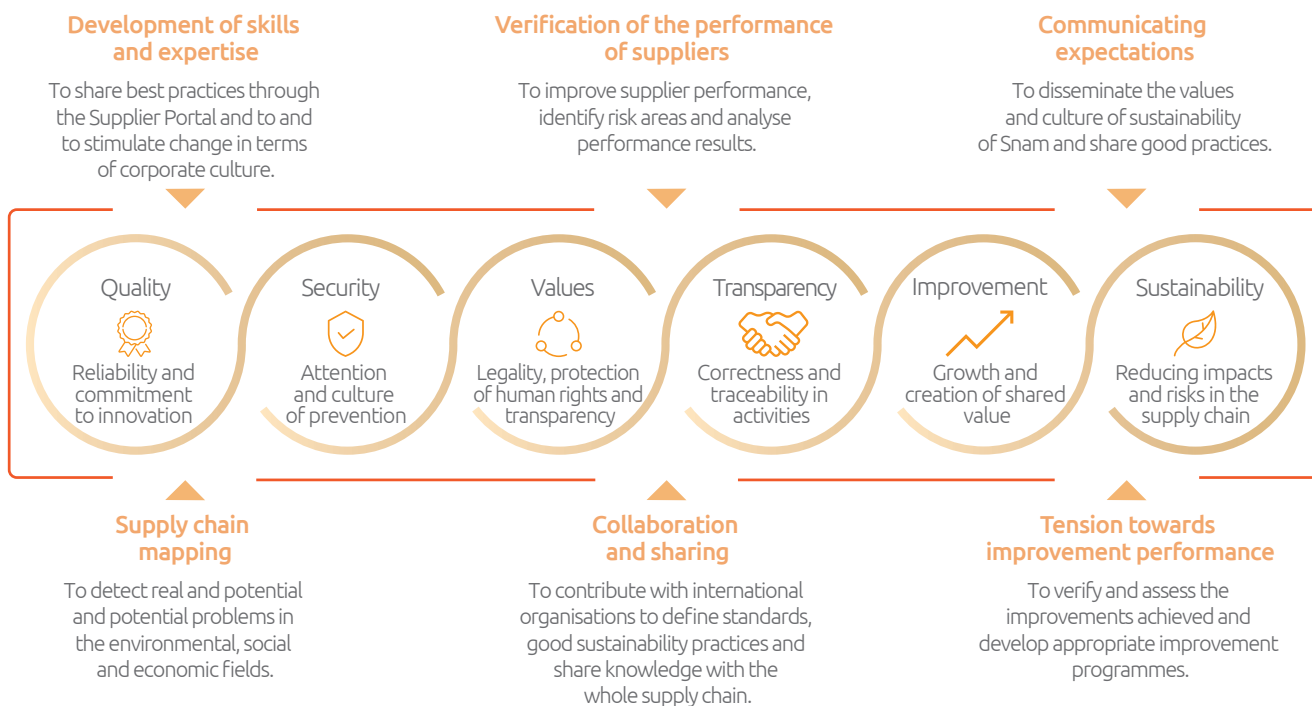 Development of skills
and expertise
To share best practices through
the Supplier Portal and to and
to stimulate change in terms
of corporate culture.
Verification of the performance
of suppliers
To improve supplier performance,
identify risk areas and analyse
performance results.
Communicating
expectations
To disseminate the values
and culture of sustainability
of Snam and share good practices.
Quality
Reliability and
commitment
to innovation
Security
Attention
and culture
of prevention
Values
Legality, protection
of human rights and
transparency
Transparency
Correctness and
traceability in
activities
Improvement
Growth and
creation of shared
value
Sustainability
Reducing impacts
and risks in the
supply chain
Supply chain
mapping
To detect real and potential
and potential problems in
the environmental, social
and economic fields.
Collaboration
and sharing
To contribute with international
organisations to define standards,
good sustainability practices and
share knowledge with the
whole supply chain.
Tension towards
improvement performance
To verify and assess the
improvements achieved and
develop appropriate improvement
programmes.